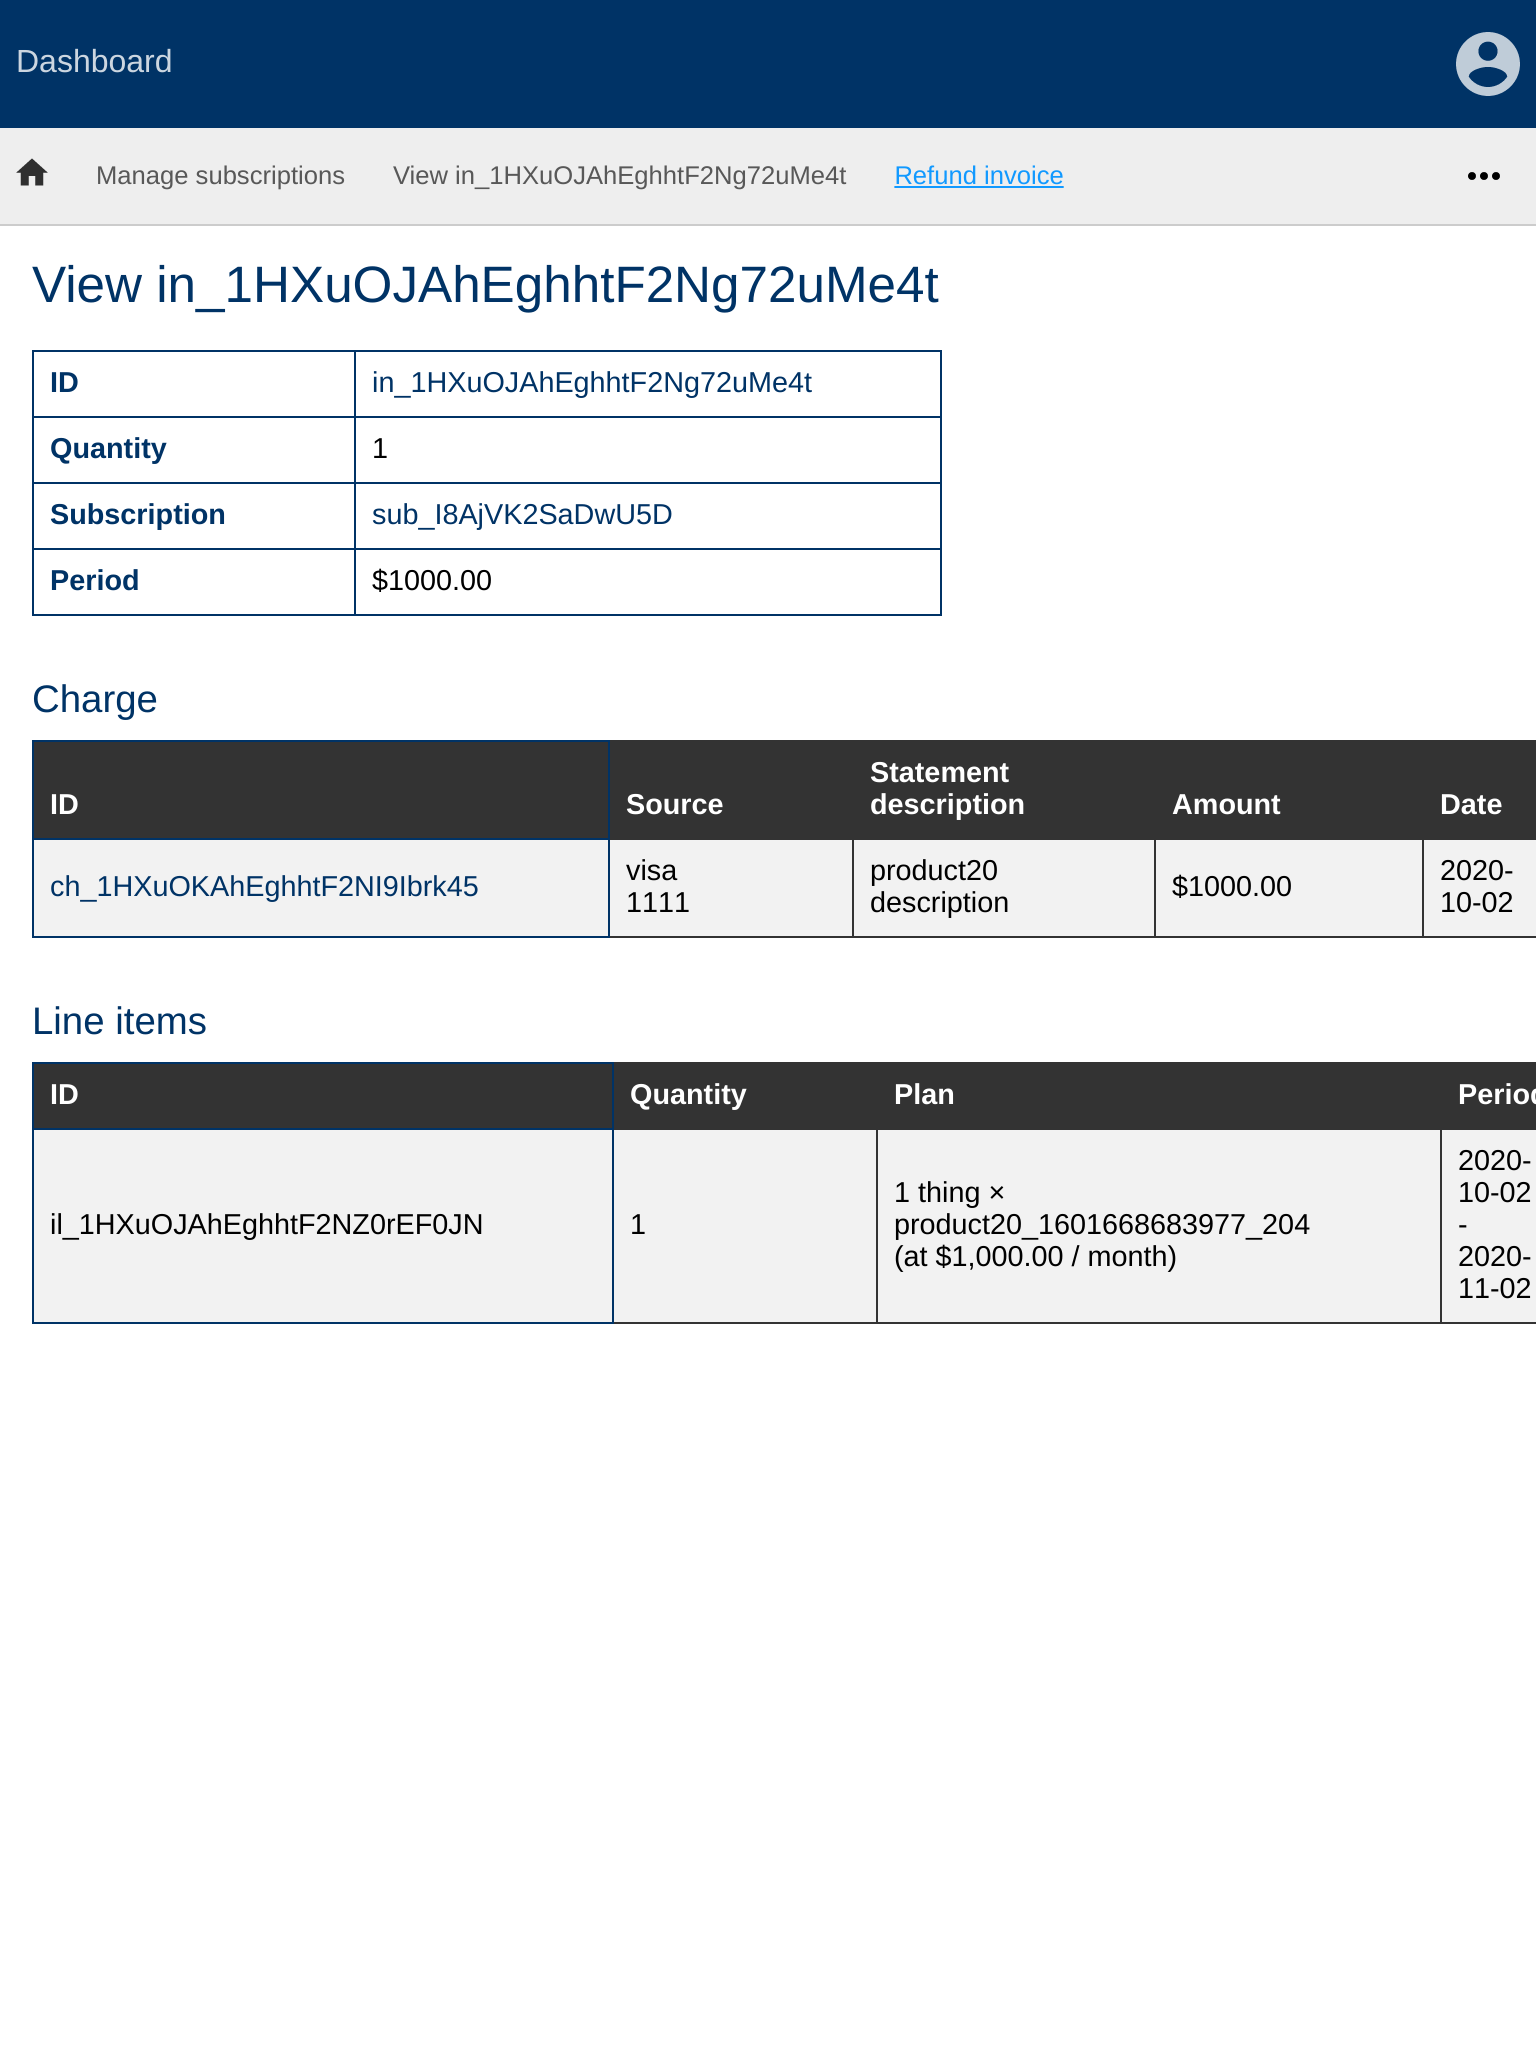 Dashboard
Manage subscriptions View in_1HXuOJAhEghhtF2Ng72uMe4t Refund invoice
View in_1HXuOJAhEghhtF2Ng72uMe4t
ID in_1HXuOJAhEghhtF2Ng72uMe4t
Quantity 1
Subscription sub_I8AjVK2SaDwU5D
Period $1000.00
Charge
ID Source Statement description Amount Date
ch_1HXuOKAhEghhtF2NI9Ibrk45 visa 1111 product20 description $1000.00 2020-10-02
Line items
ID Quantity Plan Period
il_1HXuOJAhEghhtF2NZ0rEF0JN 1 1 thing × product20_1601668683977_204 (at $1,000.00 / month) 2020-10-02 - 2020-11-02